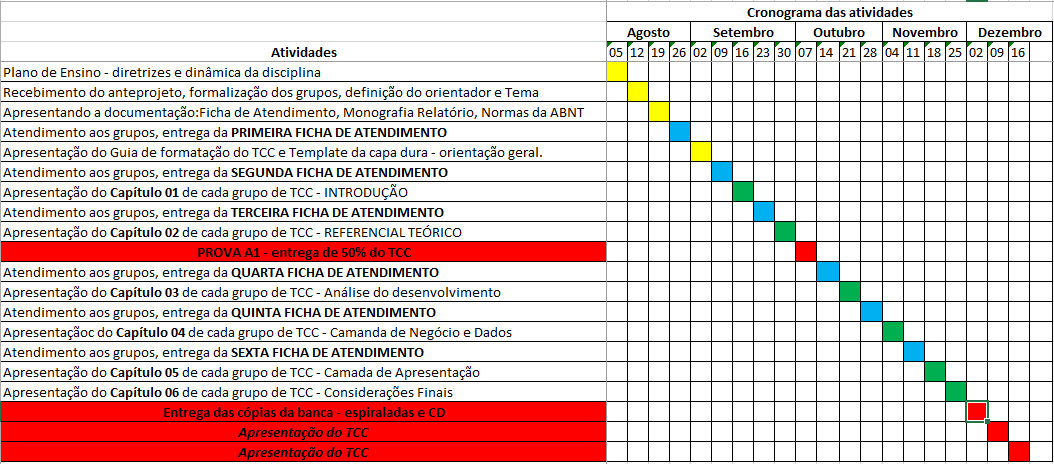 Cronograma das atividades
Agosto Setembro Outubro Novembro Dezembro
Atividades 05 12 19 26 02 09 16 23 30 07 14 21 28 04 11 18 25 02 09 16
Plano de Ensino - diretrizes e dinâmica da disciplina
Recebimento do anteprojeto, formalização dos grupos, definição do orientador e Tema
Apresentando a documentação:Ficha de Atendimento, Monografia Relatório, Normas da ABNT
Atendimento aos grupos, entrega da PRIMEIRA FICHA DE ATENDIMENTO
Apresentação do Guia de formatação do TCC e Template da capa dura - orientação geral.
Atendimento aos grupos, entrega da SEGUNDA FICHA DE ATENDIMENTO
Apresentação do Capítulo 01 de cada grupo de TCC - INTRODUÇÃO
Atendimento aos grupos, entrega da TERCEIRA FICHA DE ATENDIMENTO
Apresentação do Capítulo 02 de cada grupo de TCC - REFERENCIAL TEÓRICO
PROVA A1 - entrega de 50% do TCC
Atendimento aos grupos, entrega da QUARTA FICHA DE ATENDIMENTO
Apresentação do Capítulo 03 de cada grupo de TCC - Análise do desenvolvimento
Atendimento aos grupos, entrega da QUINTA FICHA DE ATENDIMENTO
Apresentaçãoc do Capítulo 04 de cada grupo de TCC - Camanda de Negócio e Dados
Atendimento aos grupos, entrega da SEXTA FICHA DE ATENDIMENTO
Apresentação do Capítulo 05 de cada grupo de TCC - Camada de Apresentação
Apresentação do Capítulo 06 de cada grupo de TCC - Considerações Finais
Entrega das cópias da banca - espiraladas e CD
Apresentação do TCC
Apresentação do TCC